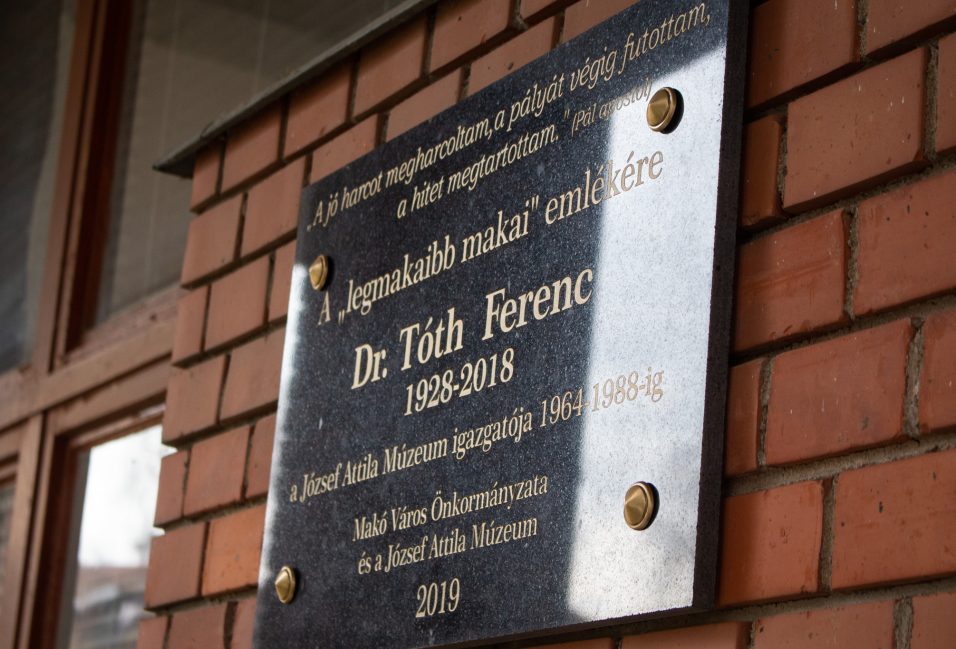 „A jó harcot megharcoltam, a pályát végig futottam,
a hitet megtartottam." (Pál apostol)
A „legmakaibb makai" emlékére
Dr. Tóth Ferenc
1928-2018
a József Attila Múzeum igazgatója 1964-1988-ig
Makó Város Önkormányzata
és a József Attila Múzeum
2019